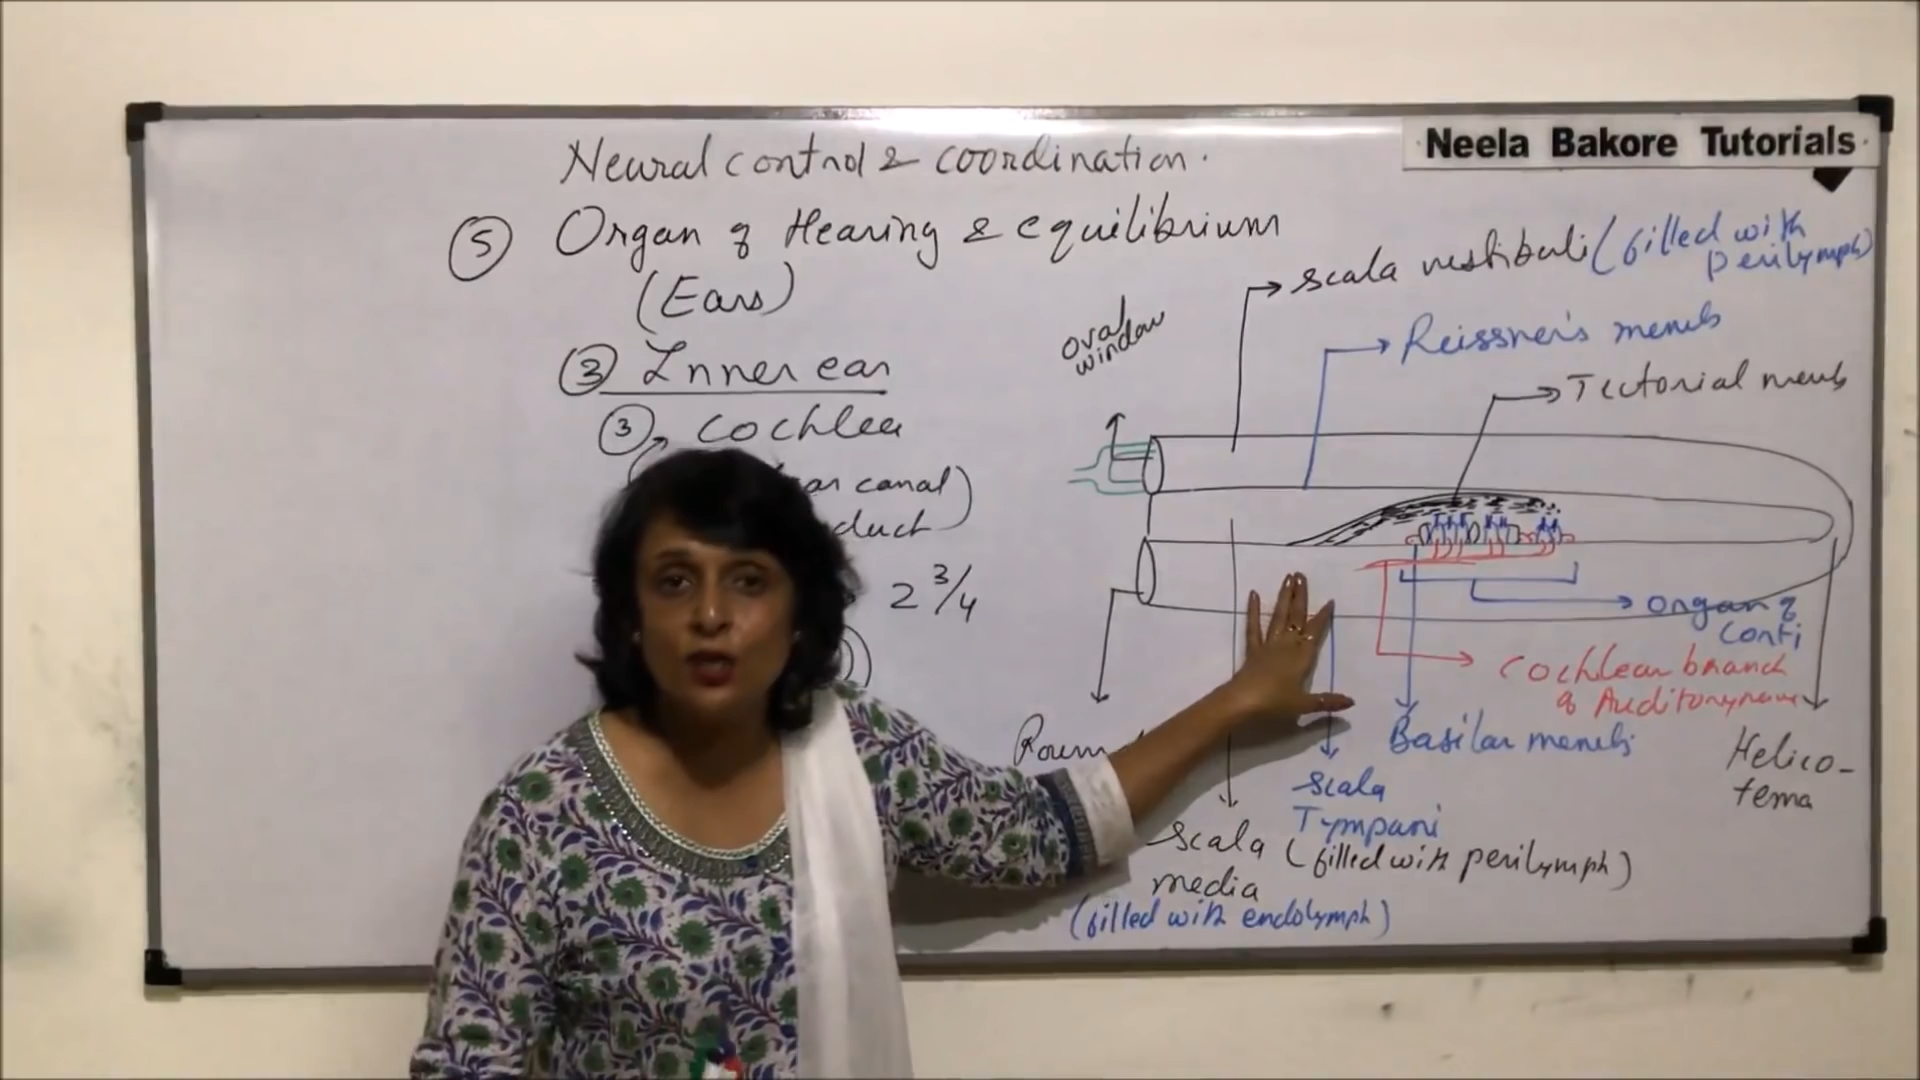 Neela Bakore Tutorials
Neural control & coordination.
5 Organ of Hearing & equilibrium
(Ears)
3 Inner ear
3 Cochlea
canal)
duct
2 3/4
oval
window
scala vestibuli (filled with
perilymph)
Reissner's memb
Tectorial memb
organ of
Corti
Cochlear branch
of Auditory nerve
Basilar memb
Helico-
tema
scala
Tympani
(filled with perilymph)
scala
media
(filled with endolymph)